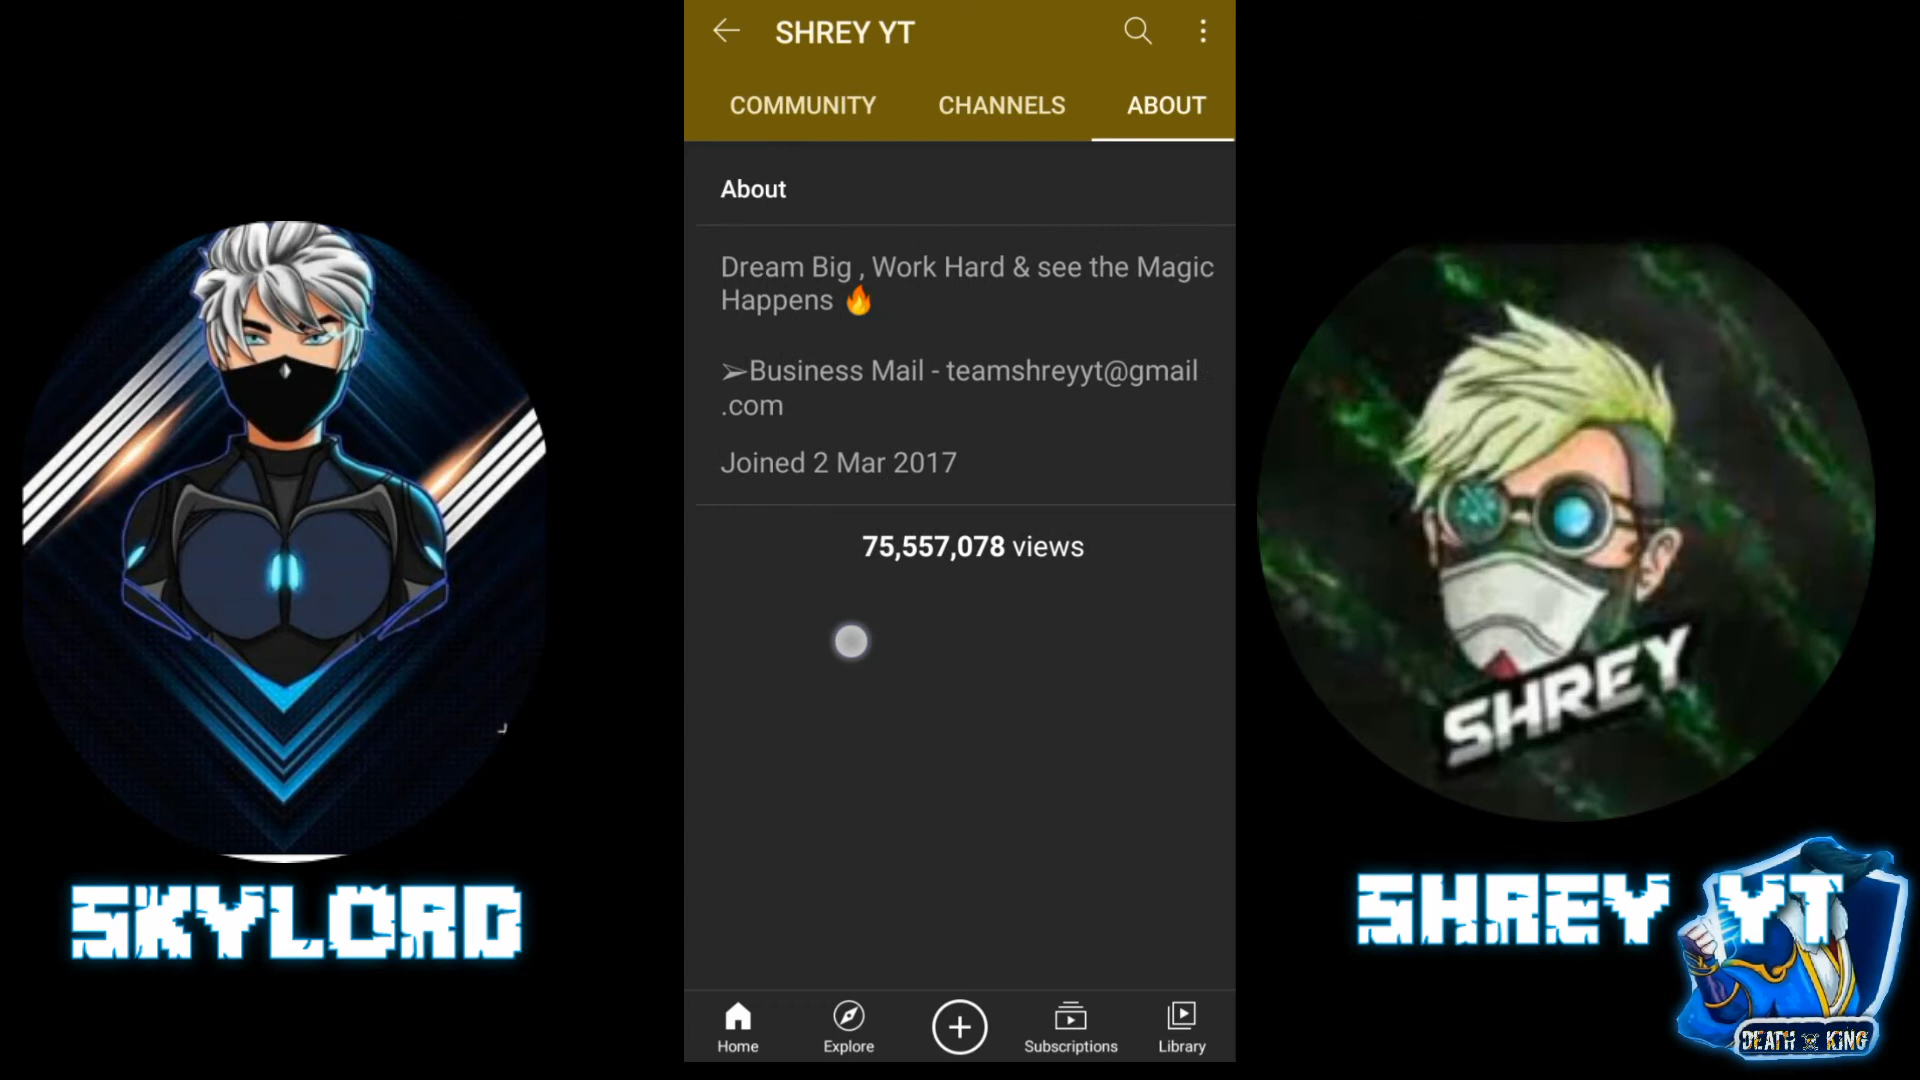 SHREY YT
COMMUNITY CHANNELS ABOUT
About
Dream Big , Work Hard & see the Magic
Happens 🔥
➢Business Mail - teamshreyyt@gmail
.com
Joined 2 Mar 2017
75,557,078 views
SHREY
SKYLORD
SHREY YT
DEATH KING
Home Explore Subscriptions Library